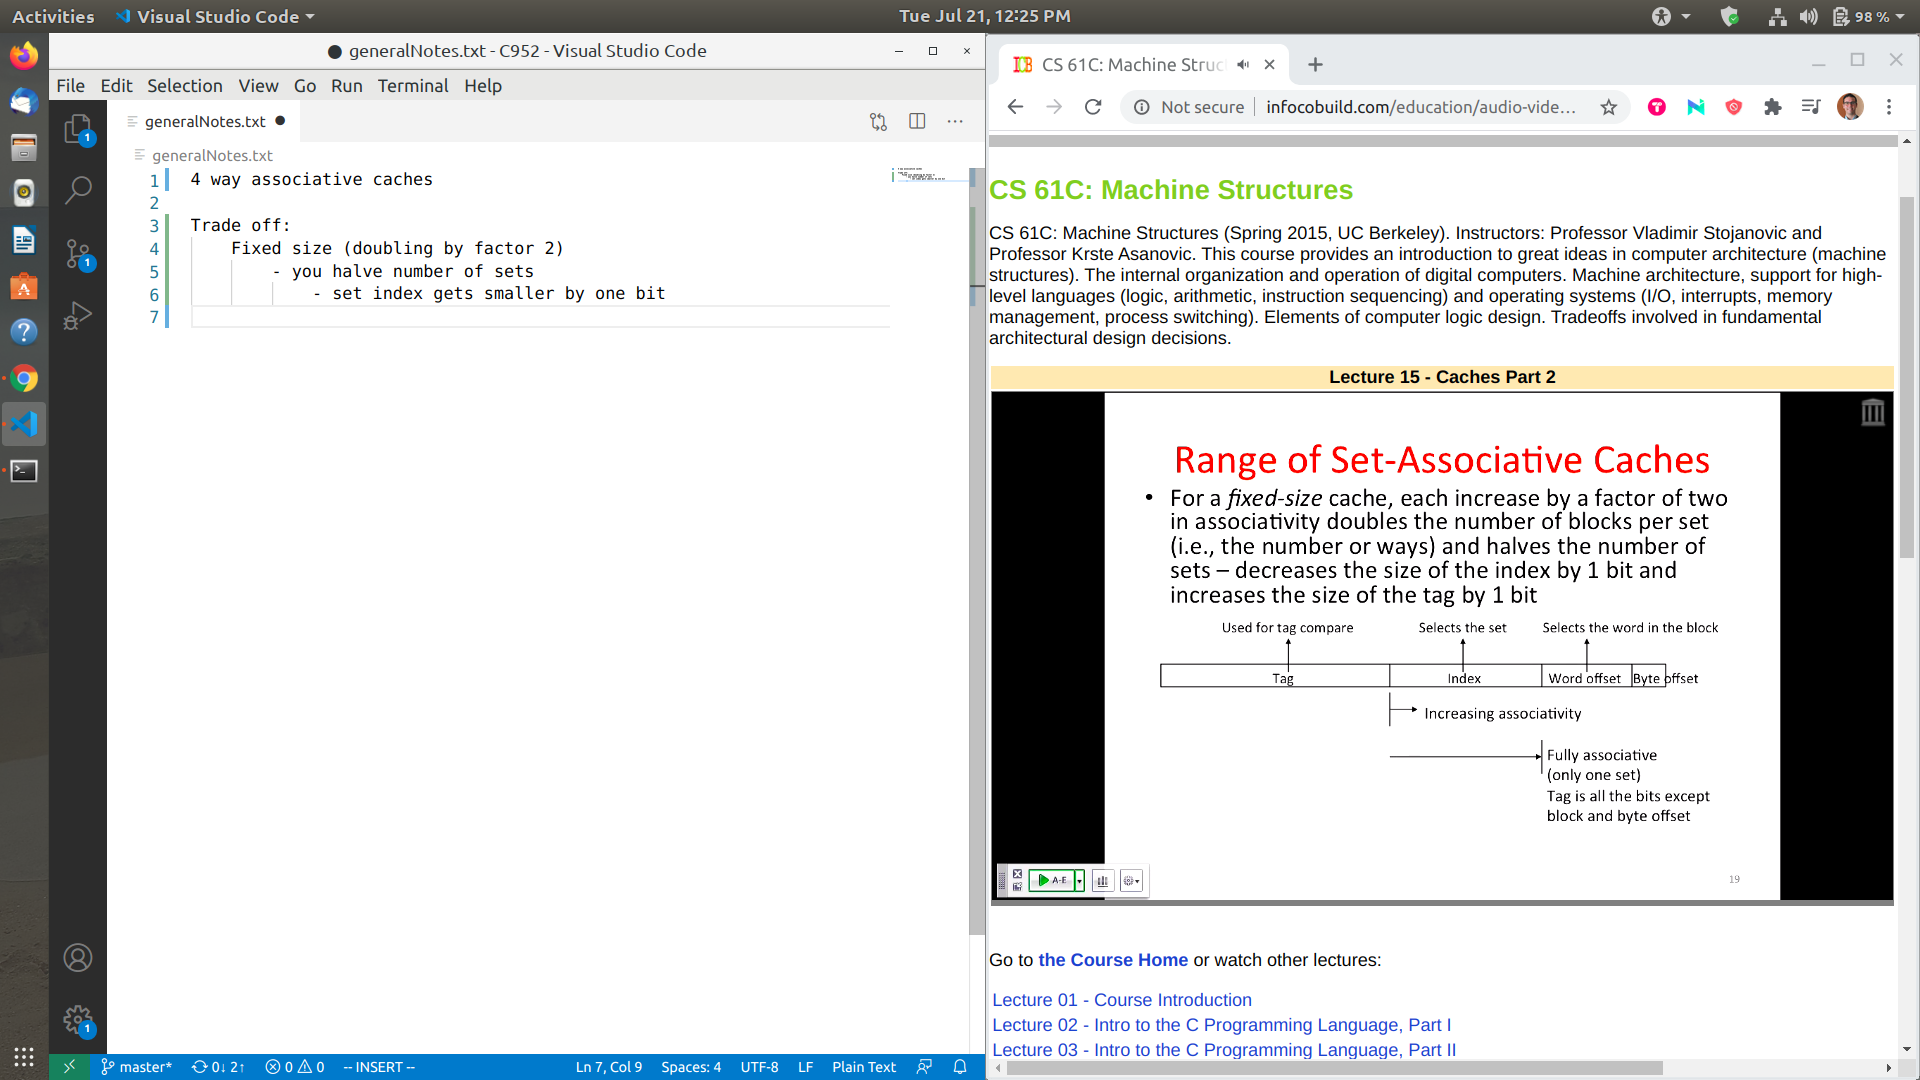 Activities
Visual Studio Code
Tue Jul 21, 12:25 PM
98 %
generalNotes.txt - C952 - Visual Studio Code
File Edit Selection View Go Run Terminal Help
generalNotes.txt
generalNotes.txt
1 4 way associative caches
2
3 Trade off:
4 Fixed size (doubling by factor 2)
5 - you halve number of sets
6 - set index gets smaller by one bit
7
1
1
1
master*
0↓ 2↑
0
0
-- INSERT --
Ln 7, Col 9
Spaces: 4
UTF-8
LF
Plain Text
CS 61C: Machine Struc
Not secure
infocobuild.com/education/audio-vide...
CS 61C: Machine Structures
CS 61C: Machine Structures (Spring 2015, UC Berkeley). Instructors: Professor Vladimir Stojanovic and
Professor Krste Asanovic. This course provides an introduction to great ideas in computer architecture (machine
structures). The internal organization and operation of digital computers. Machine architecture, support for high-
level languages (logic, arithmetic, instruction sequencing) and operating systems (I/O, interrupts, memory
management, process switching). Elements of computer logic design. Tradeoffs involved in fundamental
architectural design decisions.
Lecture 15 - Caches Part 2
Range of Set-Associative Caches
• For a fixed-size cache, each increase by a factor of two
in associativity doubles the number of blocks per set
(i.e., the number or ways) and halves the number of
sets – decreases the size of the index by 1 bit and
increases the size of the tag by 1 bit
Used for tag compare
Selects the set
Selects the word in the block
Tag
Index
Word offset
Byte offset
Increasing associativity
Fully associative
(only one set)
Tag is all the bits except
block and byte offset
A-E
19
Go to the Course Home or watch other lectures:
Lecture 01 - Course Introduction
Lecture 02 - Intro to the C Programming Language, Part I
Lecture 03 - Intro to the C Programming Language, Part II